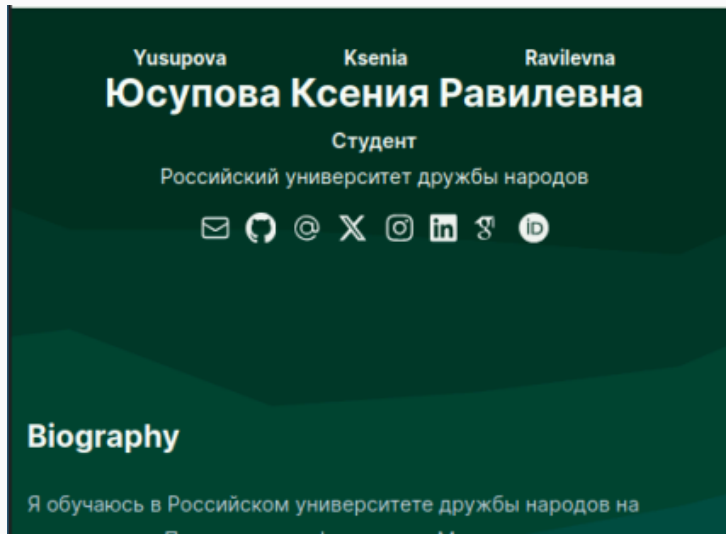 Yusupova Ksenia Ravilevna
Юсупова Ксения Равилевна
Студент
Российский университет дружбы народов
Biography
Я обучаюсь в Российском университете дружбы народов на